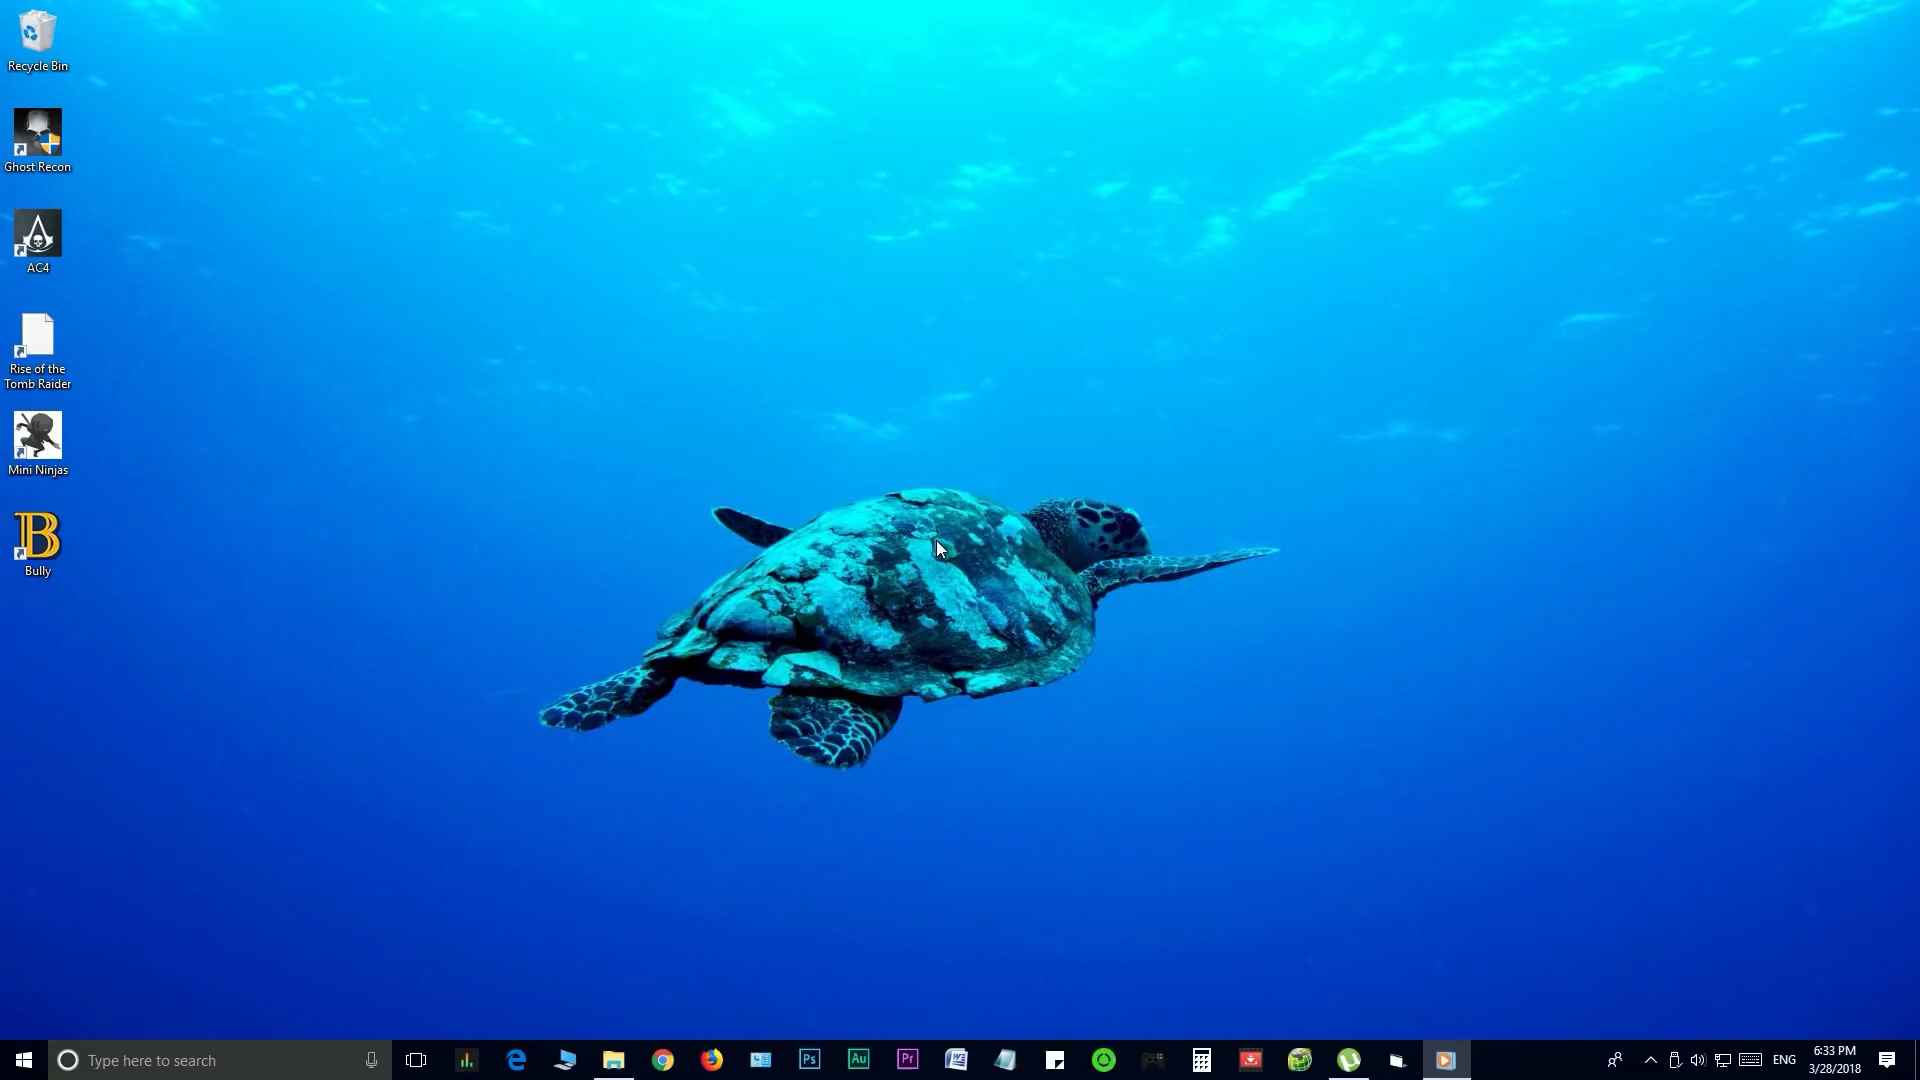 Recycle Bin
Ghost Recon
AC4
Rise of the
Tomb Raider
Mini Ninjas
B
Bully
Type here to search
Ps
Au
Pr
WE
ENG
6:33 PM
3/28/2018